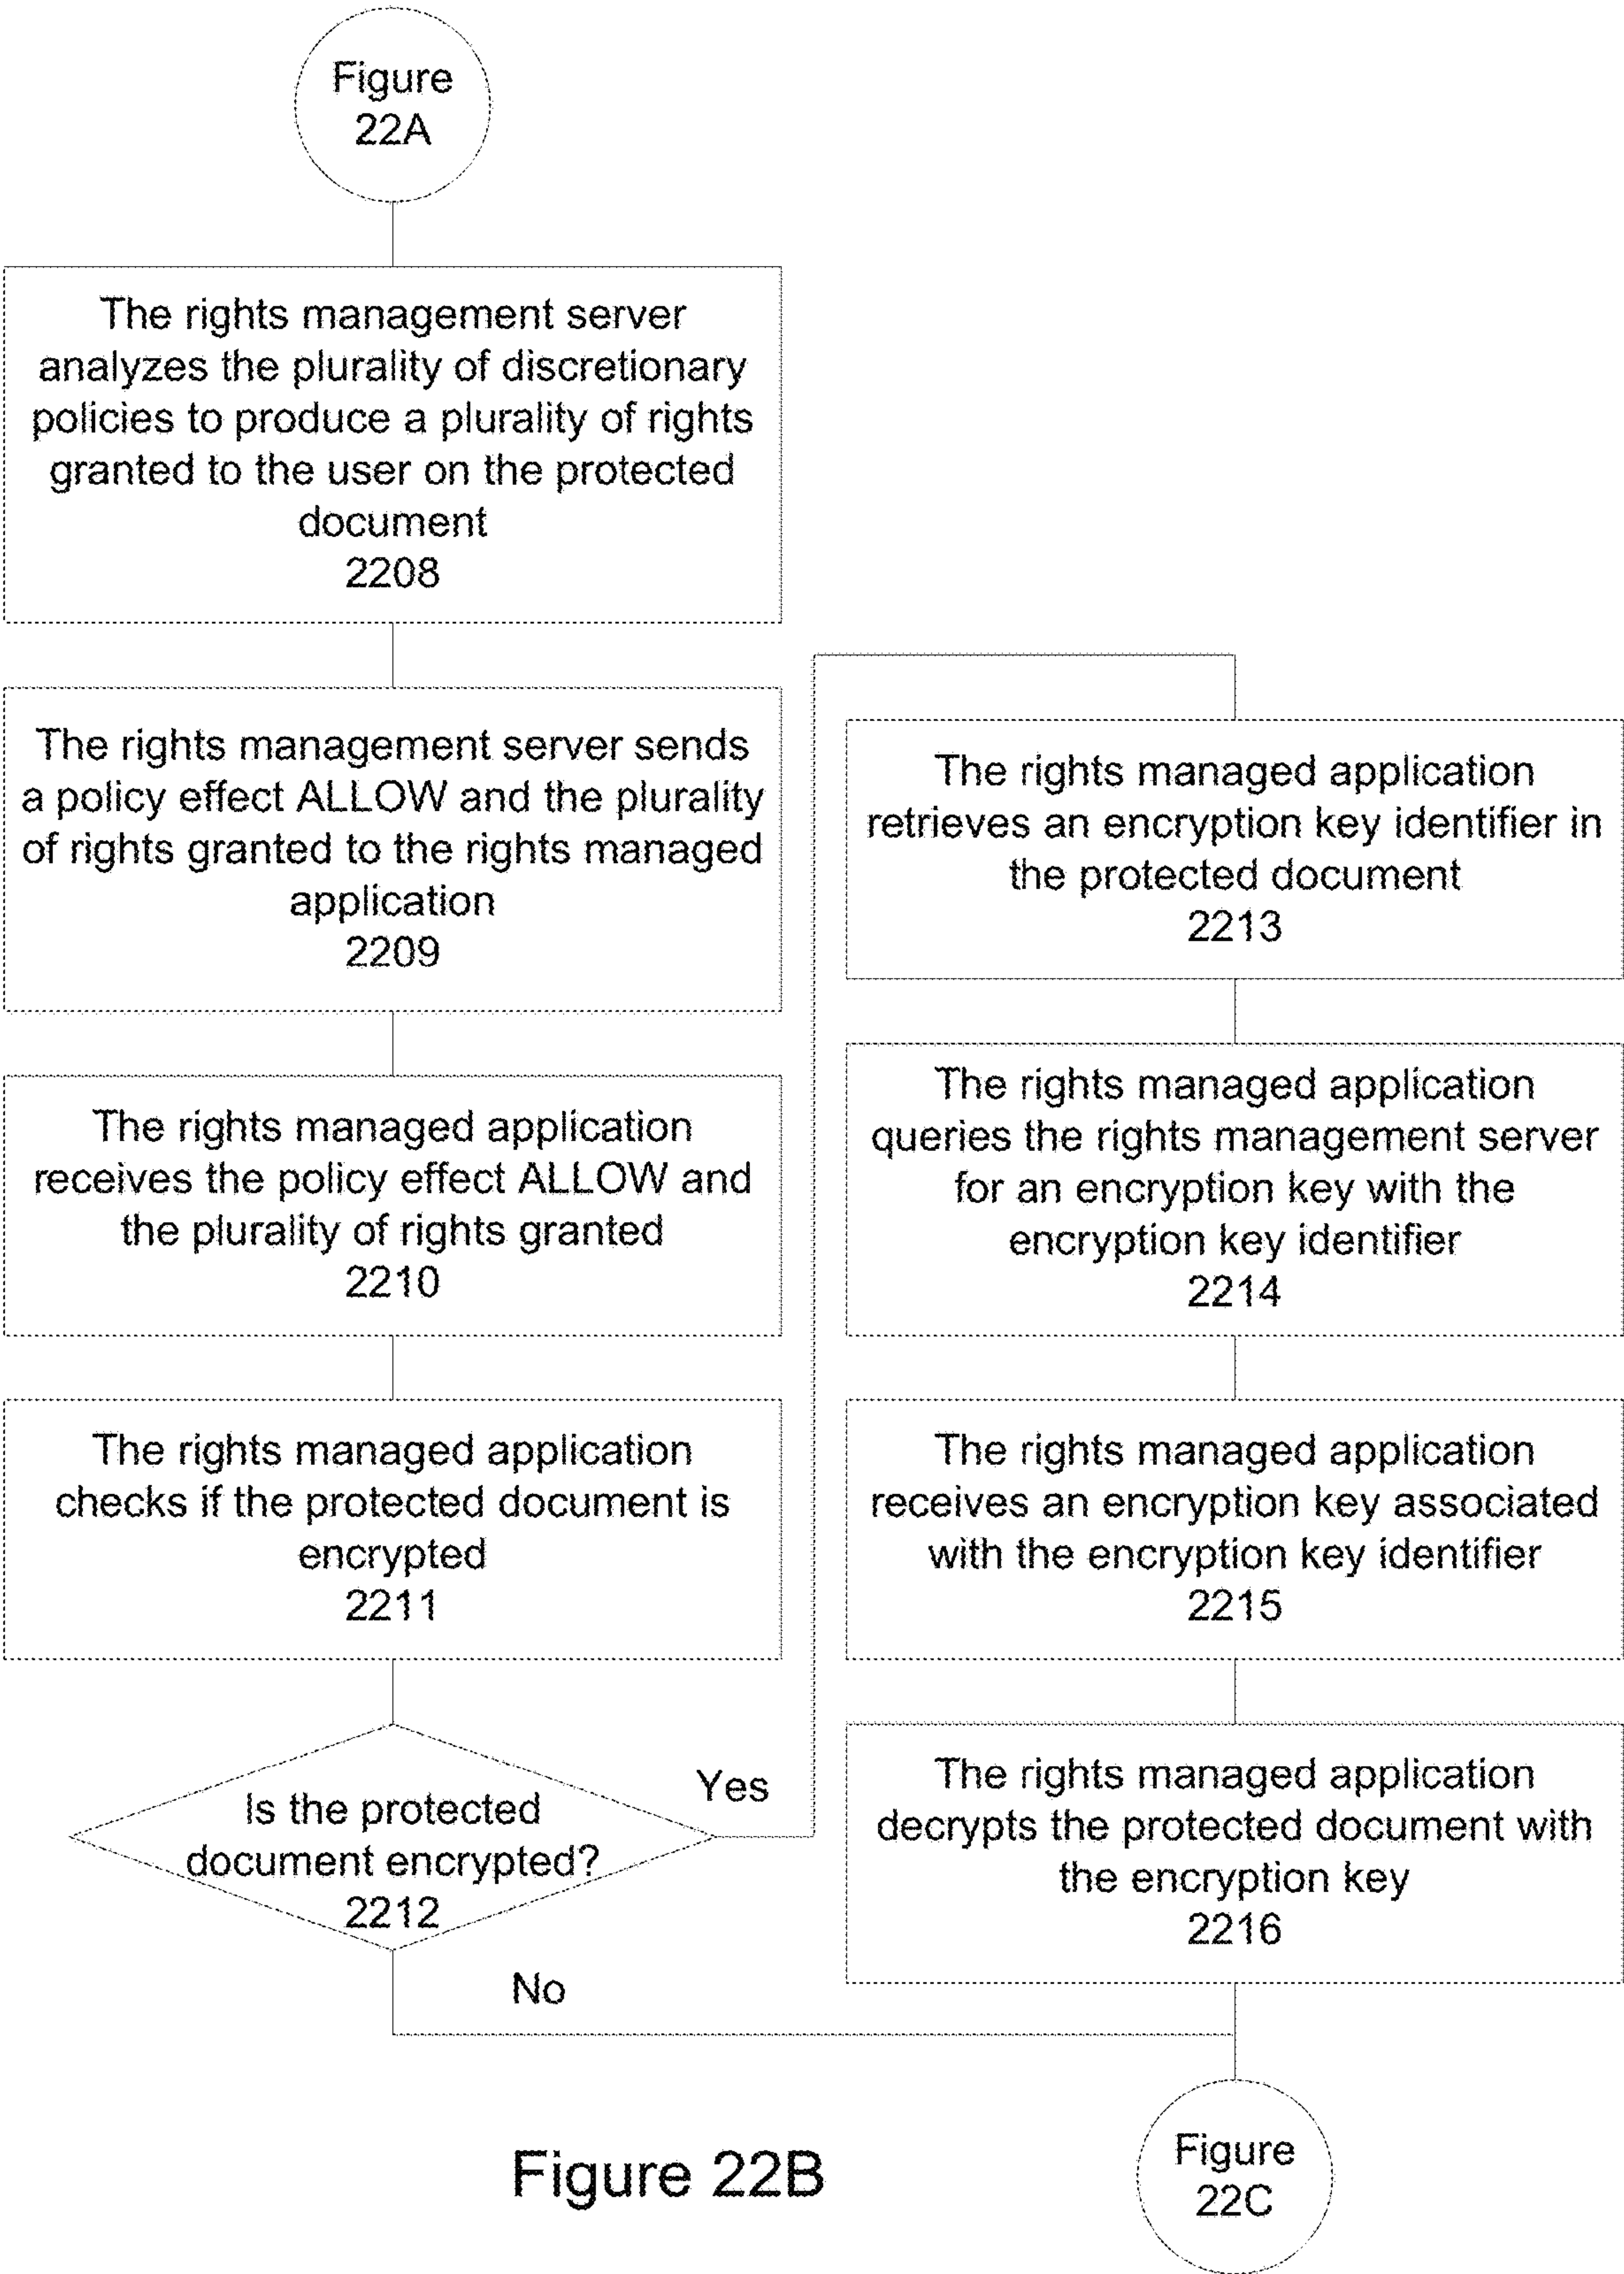 Figure
22A
The rights management server
analyzes the plurality of discretionary
policies to produce a plurality of rights
granted to the user on the protected
document
2208
The rights management server sends
a policy effect ALLOW and the plurality
of rights granted to the rights managed
application
2209
The rights managed application
receives the policy effect ALLOW and
the plurality of rights granted
2210
The rights managed application
checks if the protected document is
encrypted
2211
Is the protected
document encrypted?
2212
Yes
No
The rights managed application
retrieves an encryption key identifier in
the protected document
2213
The rights managed application
queries the rights management server
for an encryption key with the
encryption key identifier
2214
The rights managed application
receives an encryption key associated
with the encryption key identifier
2215
The rights managed application
decrypts the protected document with
the encryption key
2216
Figure
22C
Figure 22B